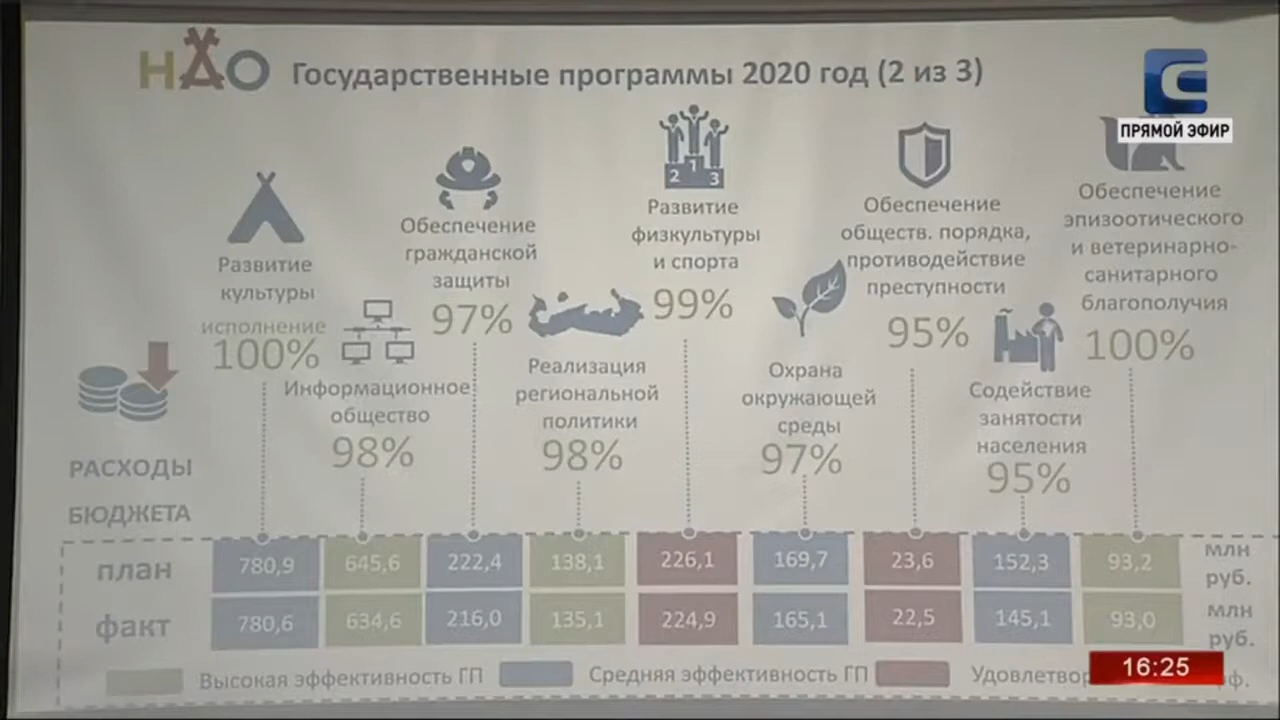 НАО
Государственные программы 2020 год (2 из 3)
ПРЯМОЙ ЭФИР
Развитие
культуры
исполнение
100%
Информационное
общество
98%
Обеспечение
гражданской
защиты
97%
Реализация
региональной
политики
98%
2 1 3
Развитие
физкультуры
и спорта
99%
Охрана
окружающей
среды
97%
Обеспечение
обществ. порядка,
противодействие
преступности
95%
Содействие
занятости
населения
95%
Обеспечение
эпизоотического
и ветеринарно-
санитарного
благополучия
100%
РАСХОДЫ
БЮДЖЕТА
план 780,9 645,6 222,4 138,1 226,1 169,7 23,6 152,3 93,2 млн
руб.
факт 780,6 634,6 216,0 135,1 224,9 165,1 22,5 145,1 93,0 млн
руб.
Высокая эффективность ГП Средняя эффективность ГП
16:25